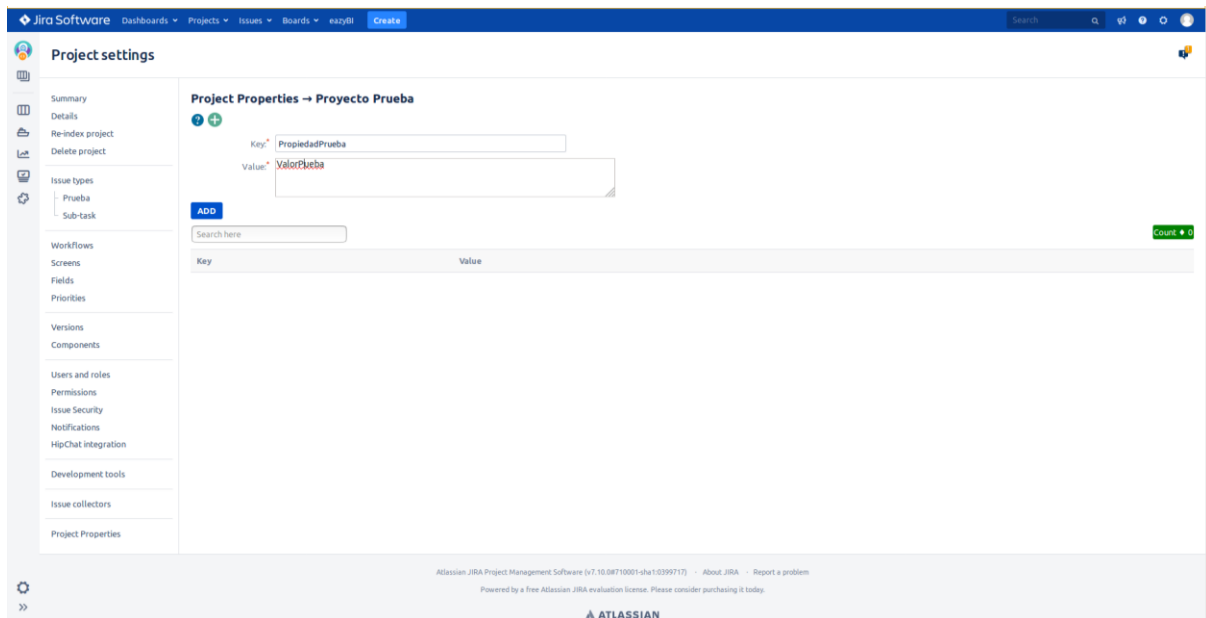 Jira Software Dashboards Projects Issues Boards eazyBI Create Search
Project settings
Summary
Details
Re-index project
Delete project
Issue types
Prueba
Sub-task
Workflows
Screens
Fields
Priorities
Versions
Components
Users and roles
Permissions
Issue Security
Notifications
HipChat integration
Development tools
Issue collectors
Project Properties
Project Properties → Proyecto Prueba
Key:* PropiedadPrueba
Value:* ValorPueba
ADD
Search here
Count ♦ 0
Key Value
Atlassian JIRA Project Management Software (v7.10.0#710001-sha1:0399717) · About JIRA · Report a problem
Powered by a free Atlassian JIRA evaluation license. Please consider purchasing it today.
ATLASSIAN